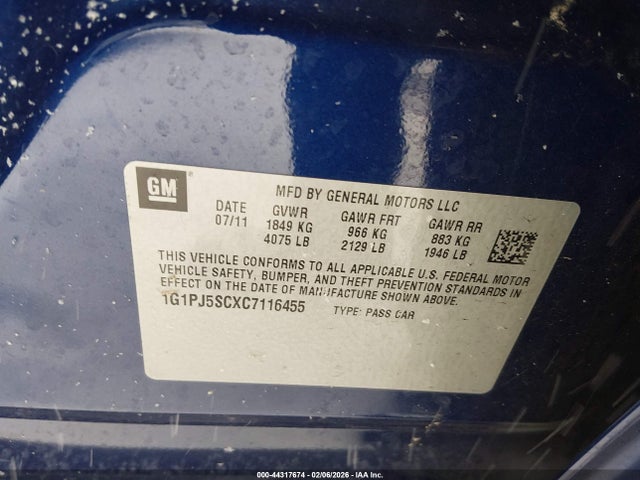 GM
MFD BY GENERAL MOTORS LLC
DATE GVWR GAWR FRT GAWR RR
07/11 1849 KG 966 KG 883 KG
4075 LB 2129 LB 1946 LB
THIS VEHICLE CONFORMS TO ALL APPLICABLE U.S. FEDERAL MOTOR
VEHICLE SAFETY, BUMPER, AND THEFT PREVENTION STANDARDS IN
EFFECT ON THE DATE OF MANUFACTURE SHOWN ABOVE.
1G1PJ5SCXC7116455 TYPE: PASS CAR
© 44317674 - 02/06/2026 - IAA Inc.